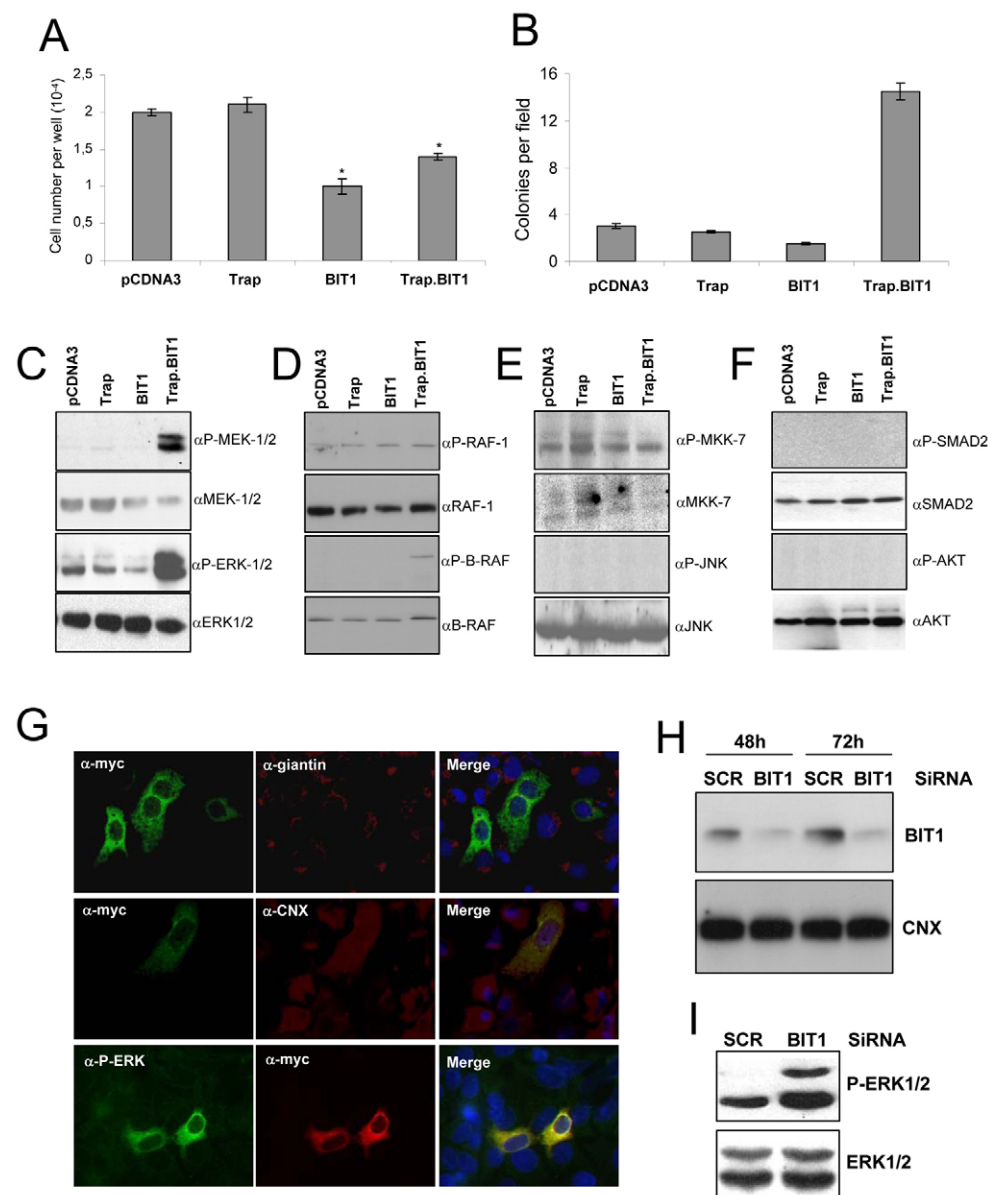 A
Cell number per well (10⁻⁴)
2,5
2
1,5
1
0,5
0
*
*
pCDNA3 Trap BIT1 Trap.BIT1
B
Colonies per field
16
12
8
4
0
pCDNA3 Trap BIT1 Trap.BIT1
C
pCDNA3
Trap
BIT1
Trap.BIT1
αP-MEK-1/2
αMEK-1/2
αP-ERK-1/2
αERK1/2
D
pCDNA3
Trap
BIT1
Trap.BIT1
αP-RAF-1
αRAF-1
αP-B-RAF
αB-RAF
E
pCDNA3
Trap
BIT1
Trap.BIT1
αP-MKK-7
αMKK-7
αP-JNK
αJNK
F
pCDNA3
Trap
BIT1
Trap.BIT1
αP-SMAD2
αSMAD2
αP-AKT
αAKT
G
α-myc α-giantin Merge
α-myc α-CNX Merge
α-P-ERK α-myc Merge
H
48h 72h
SCR BIT1 SCR BIT1 SiRNA
BIT1
CNX
I
SCR BIT1 SiRNA
P-ERK1/2
ERK1/2